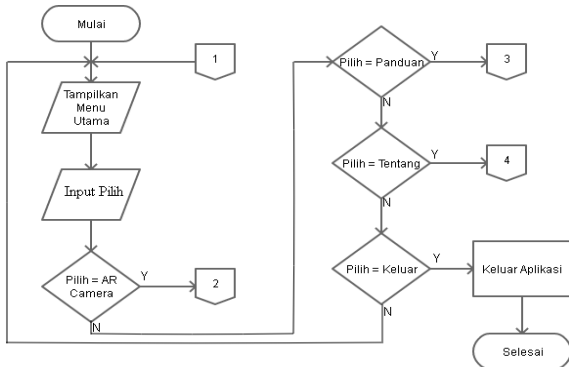 Mulai
1
Tampilkan
Menu
Utama
Input Pilih
Pilih = AR
Camera
Y
2
N
Pilih = Panduan
Y
3
N
Pilih = Tentang
Y
4
N
Pilih = Keluar
Y
Keluar Aplikasi
N
Selesai